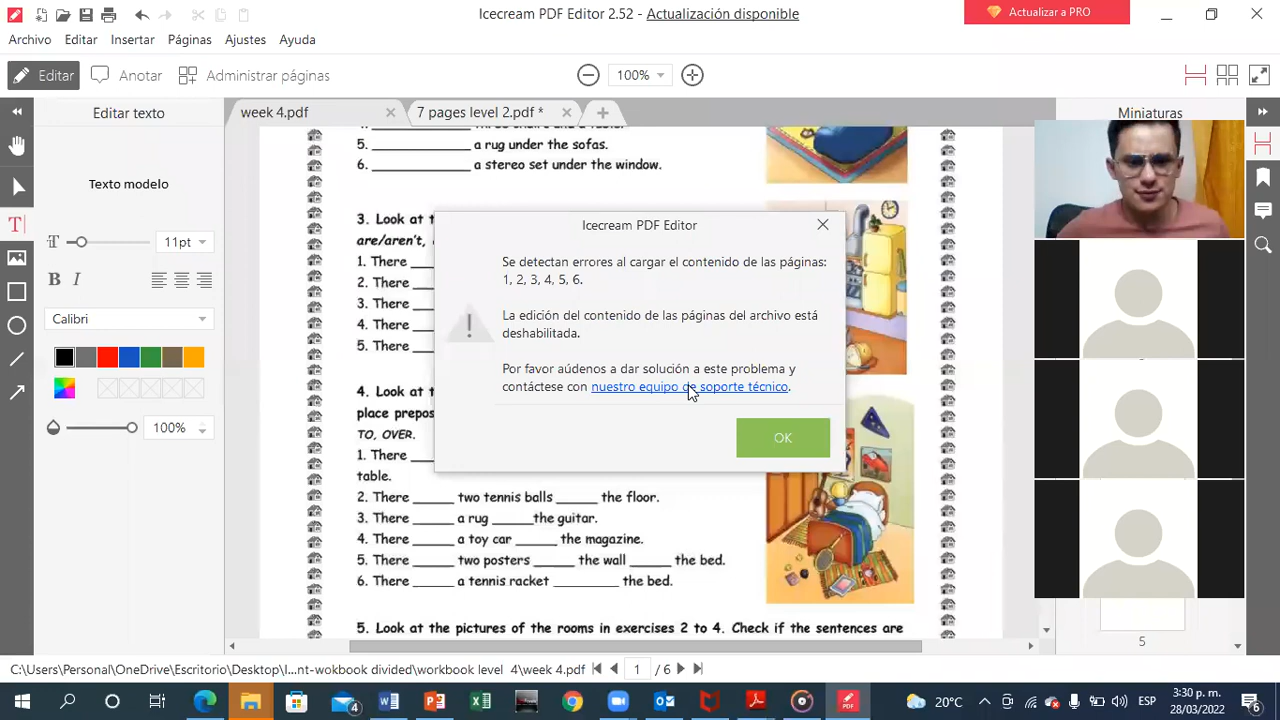 Icecream PDF Editor 2.52 - Actualización disponible
Actualizar a PRO
Archivo Editar Insertar Páginas Ajustes Ayuda
Editar Anotar Administrar páginas
100%
Editar texto
week 4.pdf
7 pages level 2.pdf *
Miniaturas
Texto modelo
11pt
B I
Calibri
100%
5. ______________ a rug under the sofas.
6. ______________ a stereo set under the window.
3. Look at t
are/aren't,
1. There ___
2. There ___
3. There ___
4. There ___
5. There ___
4. Look at t
place prepos
TO, OVER.
1. There ___
table.
2. There ______ two tennis balls ______ the floor.
3. There ______ a rug ______the guitar.
4. There ______ a toy car ______ the magazine.
5. There ______ two posters ______ the wall ______ the bed.
6. There ______ a tennis racket _________ the bed.
5. Look at the pictures of the rooms in exercises 2 to 4. Check if the sentences are
Icecream PDF Editor
Se detectan errores al cargar el contenido de las páginas:
1, 2, 3, 4, 5, 6.
La edición del contenido de las páginas del archivo está
deshabilitada.
Por favor aúdenos a dar solución a este problema y
contáctese con nuestro equipo de soporte técnico.
OK
5
C:\Users\Personal\OneDrive\Escritorio\Desktop\I...nt-wokbook divided\workbook level 4\week 4.pdf
1 / 6
4
20°C
ESP
3:30 p. m.
28/03/2022
6